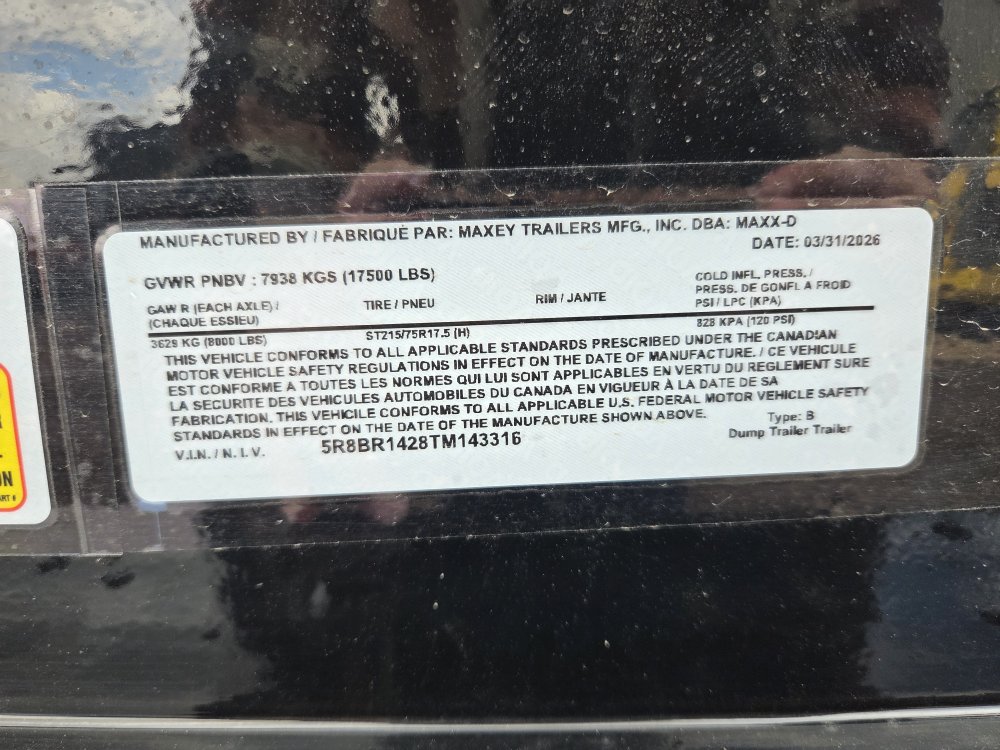 MANUFACTURED BY / FABRIQUÉ PAR: MAXEY TRAILERS MFG., INC. DBA: MAXX-D
DATE: 03/31/2026
GVWR PNBV : 7938 KGS (17500 LBS)
GAWR (EACH AXLE) /
(CHAQUE ESSIEU)
TIRE / PNEU
RIM / JANTE
COLD INFL. PRESS. /
PRESS. DE GONFL A FROID
PSI / LPC (KPA)
3629 KG (8000 LBS)
ST215/75R17.5 (H)
828 KPA (120 PSI)
THIS VEHICLE CONFORMS TO ALL APPLICABLE STANDARDS PRESCRIBED UNDER THE CANADIAN
MOTOR VEHICLE SAFETY REGULATIONS IN EFFECT ON THE DATE OF MANUFACTURE. / CE VEHICULE
EST CONFORME A TOUTES LES NORMES QUI LUI SONT APPLICABLES EN VERTU DU REGLEMENT SURE
LA SECURITE DES VEHICULES AUTOMOBILES DU CANADA EN VIGUEUR À LA DATE DE SA
FABRICATION. THIS VEHICILE CONFORMS TO ALL APPLICABLE U.S. FEDERAL MOTOR VEHICLE SAFETY
STANDARDS IN EFFECT ON THE DATE OF THE MANUFACTURE SHOWN ABOVE.
Type: B
V.I.N. / N. I. V.
5R8BR1428TM143316
Dump Trailer Trailer